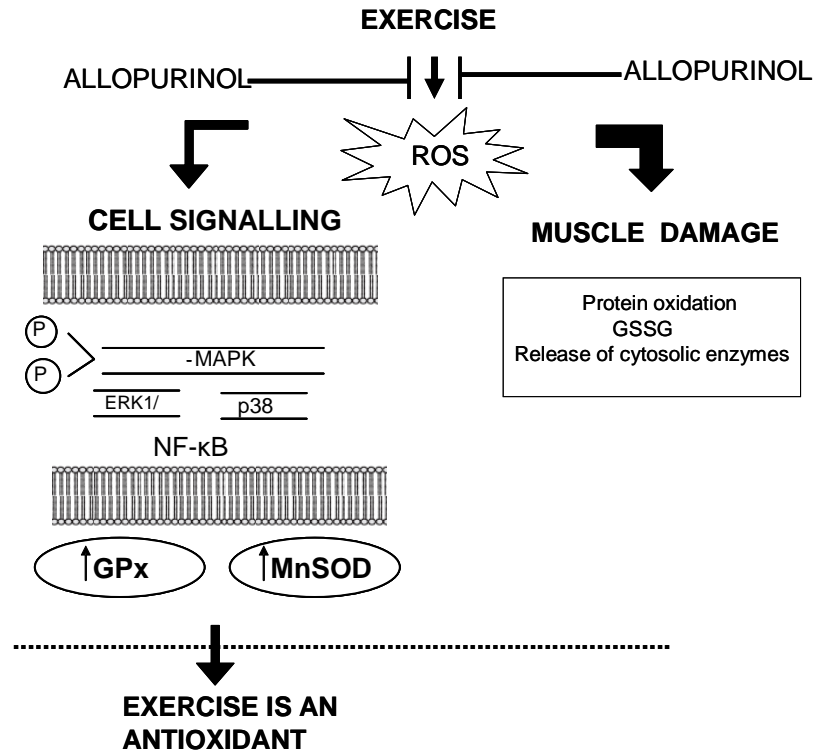 EXERCISE
ALLOPURINOL
ALLOPURINOL
ROS
CELL SIGNALLING
MUSCLE DAMAGE
Protein oxidation
GSSG
Release of cytosolic enzymes
P
P
-MAPK
ERK1/
p38
NF-κB
↑GPx
↑MnSOD
EXERCISE IS AN
ANTIOXIDANT